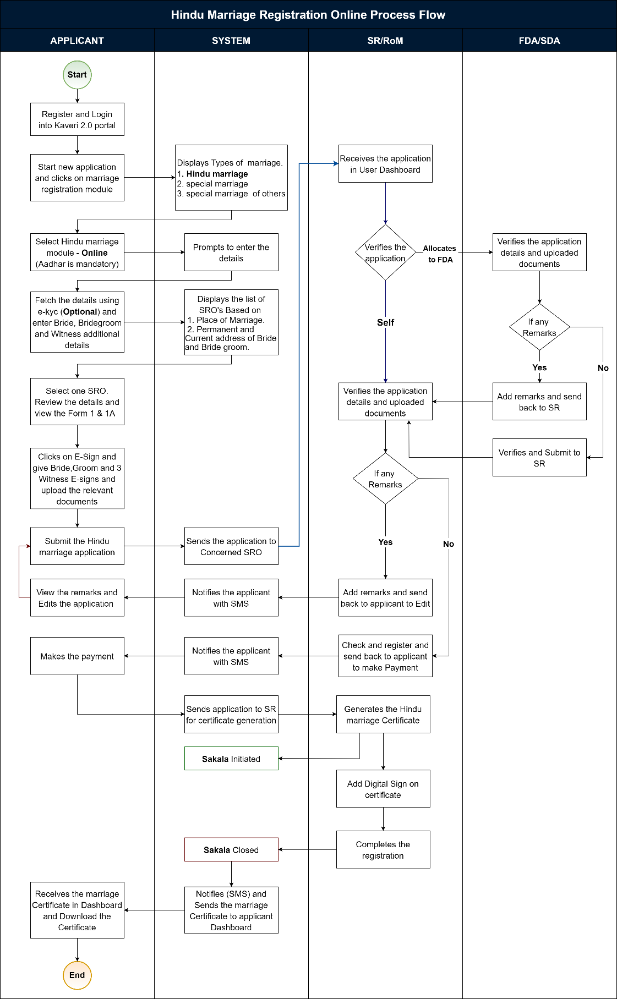 Hindu Marriage Registration Online Process Flow
APPLICANT
SYSTEM
SR/RoM
FDA/SDA
Start
Register and Login
into Kaveri 2.0 portal
Start new application
and clicks on marriage
registration module
Displays Types of marriage.
1. Hindu marriage
2. special marriage
3. special marriage of others
Receives the application
in User Dashboard
Select Hindu marriage
module - Online
(Aadhar is mandatory)
Prompts to enter the
details
Verifies the
application
Allocates
to FDA
Verifies the application
details and uploaded
documents
Fetch the details using
e-kyc (Optional) and
enter Bride, Bridegroom
and Witness additional
details
Displays the list of
SRO's Based on
1. Place of Marriage.
2. Permanent and
Current address of Bride
and Bride groom.
Self
If any
Remarks
Yes
No
Select one SRO.
Review the details and
view the Form 1 & 1A
Verifies the application
details and uploaded
documents
Add remarks and send
back to SR
Clicks on E-Sign and
give Bride,Groom and 3
Witness E-signs and
upload the relevant
documents
If any
Remarks
Verifies and Submit to
SR
Submit the Hindu
marriage application
Sends the application to
Concerned SRO
Yes
No
View the remarks and
Edits the application
Notifies the applicant
with SMS
Add remarks and send
back to applicant to Edit
Makes the payment
Notifies the applicant
with SMS
Check and register and
send back to applicant
to make Payment
Sends application to SR
for certificate generation
Generates the Hindu
marriage Certificate
Sakala Initiated
Add Digital Sign on
certificate
Sakala Closed
Completes the
registration
Receives the marriage
Certificate in Dashboard
and Download the
Certificate
Notifies (SMS) and
Sends the marriage
Certificate to applicant
Dashboard
End